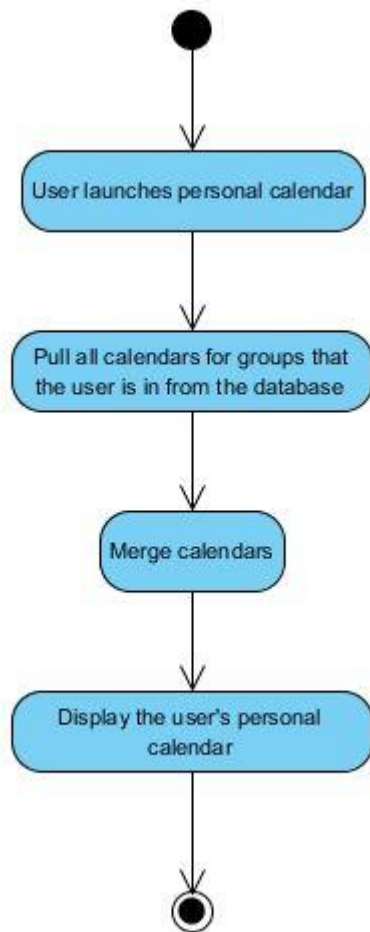 User launches personal calendar
Pull all calendars for groups that
the user is in from the database
Merge calendars
Display the user's personal
calendar